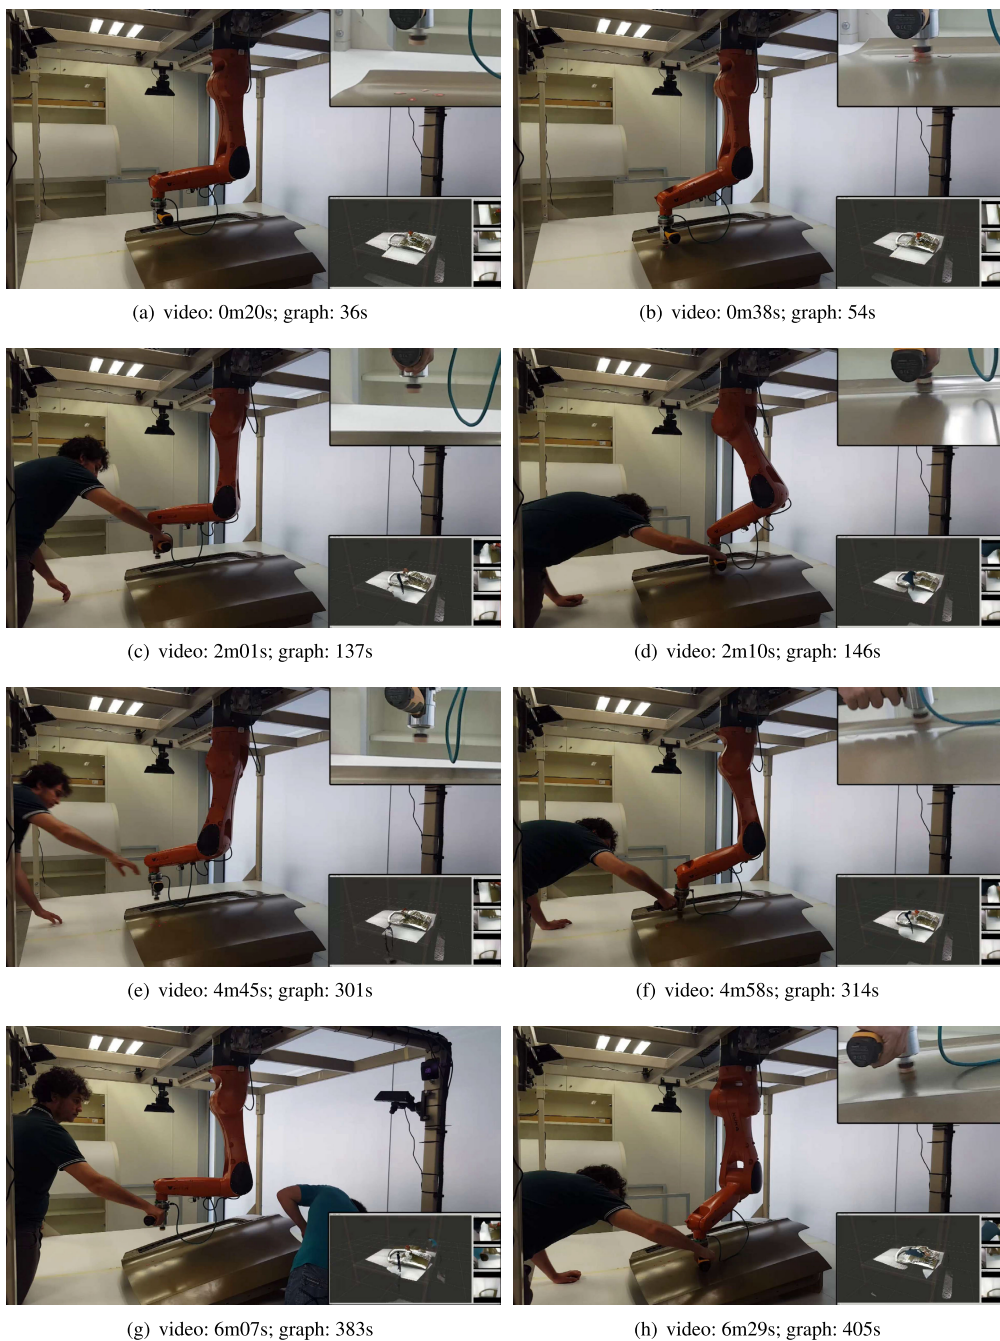 (a) video: 0m20s; graph: 36s
(b) video: 0m38s; graph: 54s
(c) video: 2m01s; graph: 137s
(d) video: 2m10s; graph: 146s
(e) video: 4m45s; graph: 301s
(f) video: 4m58s; graph: 314s
(g) video: 6m07s; graph: 383s
(h) video: 6m29s; graph: 405s